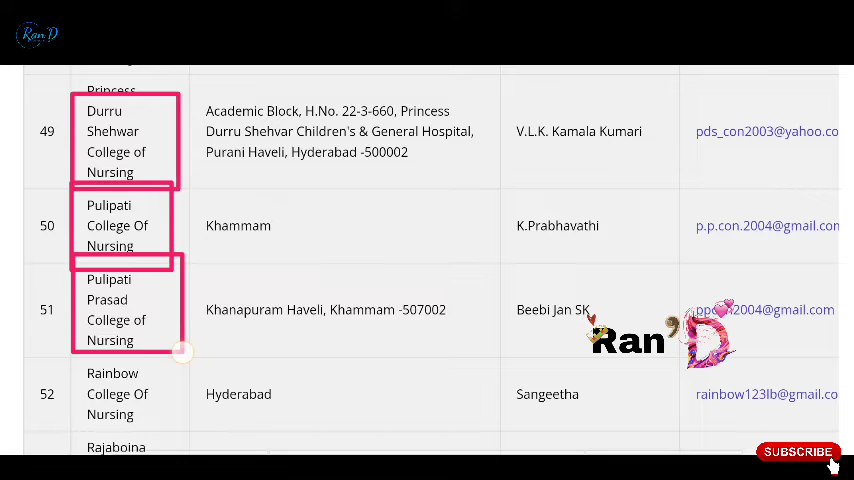 Ran'D
Princess
49
Durru
Shehwar
College of
Nursing
Academic Block, H.No. 22-3-660, Princess
Durru Shehvar Children's & General Hospital,
Purani Haveli, Hyderabad -500002
V.L.K. Kamala Kumari
pds_con2003@yahoo.co
50
Pulipati
College Of
Nursing
Khammam
K.Prabhavathi
p.p.con.2004@gmail.con
51
Pulipati
Prasad
College of
Nursing
Khanapuram Haveli, Khammam -507002
Beebi Jan SK
2004@gmail.com
Ran'D
52
Rainbow
College Of
Nursing
Hyderabad
Sangeetha
rainbow123lb@gmail.co
Rajaboina
SUBSCRIBE